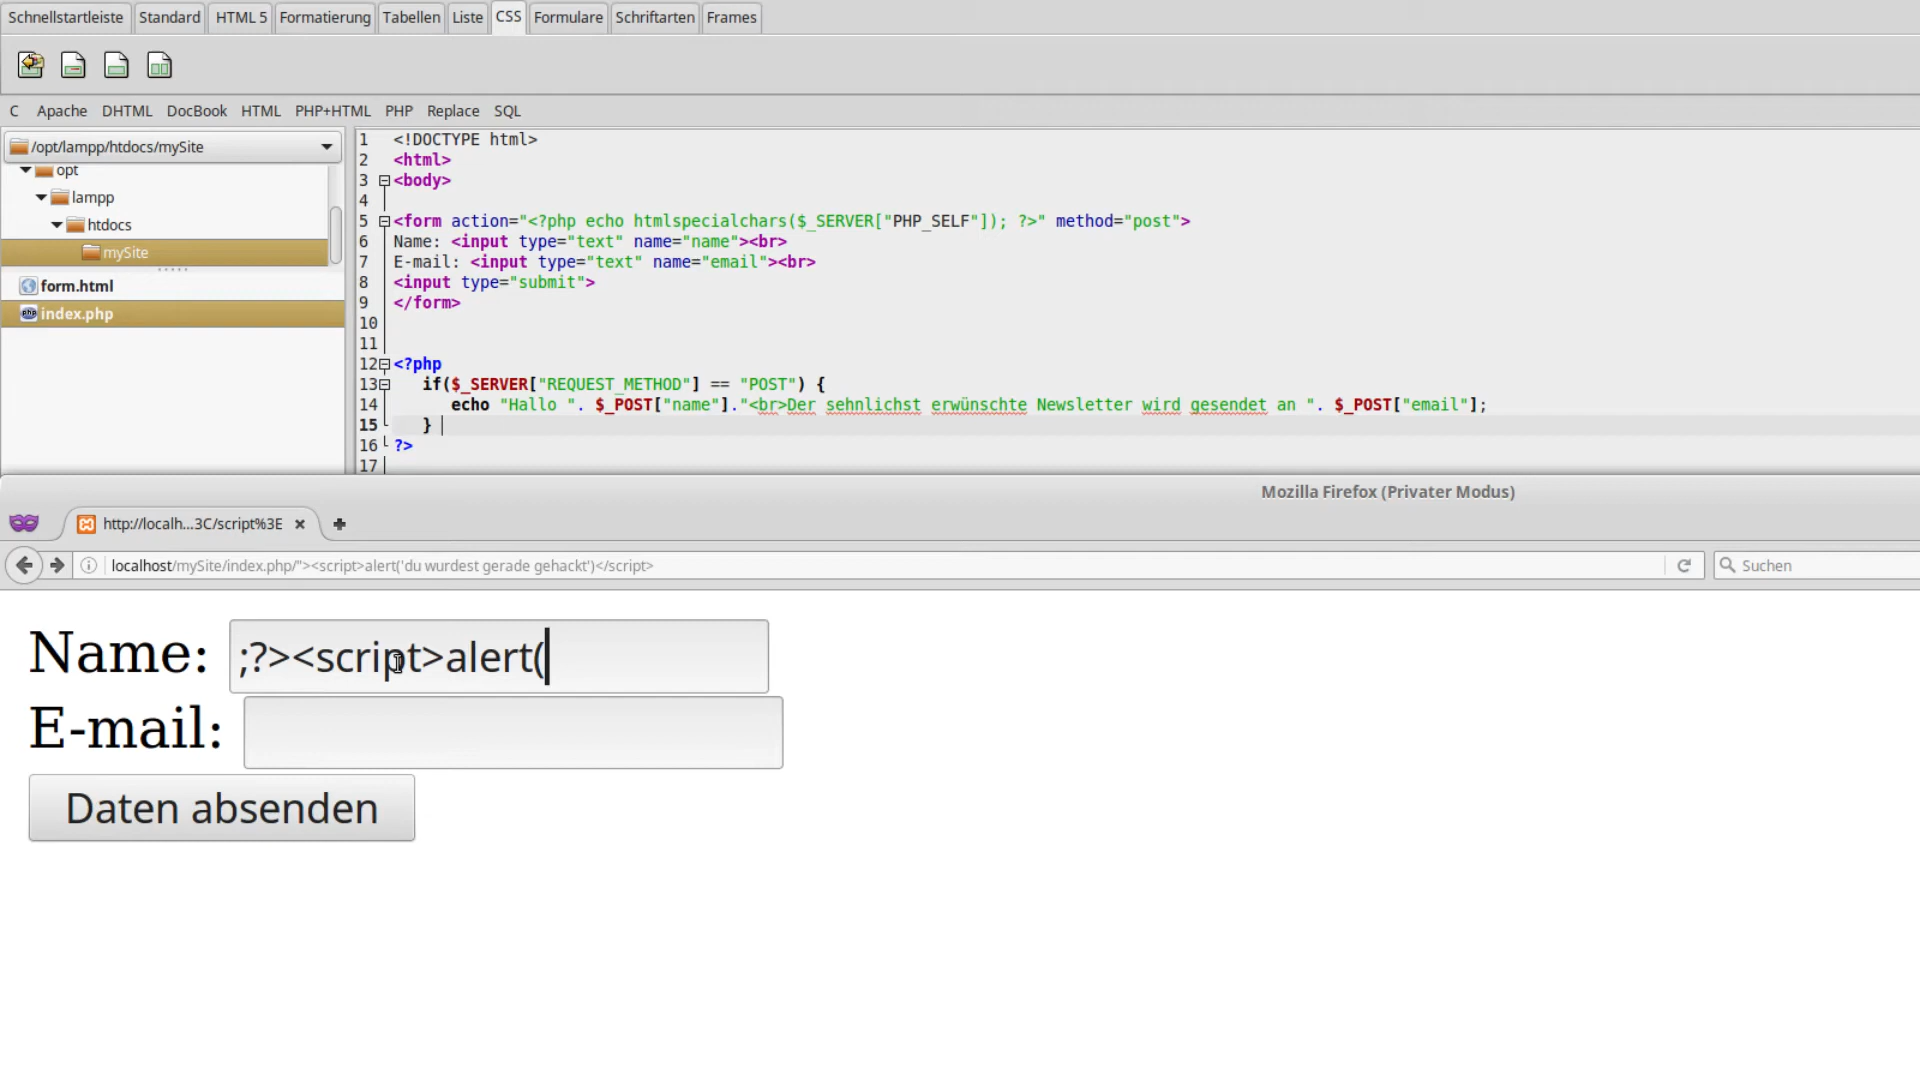 Schnellstartleiste Standard HTML 5 Formatierung Tabellen Liste CSS Formulare Schriftarten Frames
C Apache DHTML DocBook HTML PHP+HTML PHP Replace SQL
/opt/lampp/htdocs/mySite
opt
lampp
htdocs
mySite
form.html
index.php
1 <!DOCTYPE html>
2 <html>
3 <body>
4
5 <form action="<?php echo htmlspecialchars($_SERVER["PHP_SELF"]); ?>" method="post">
6 Name: <input type="text" name="name"><br>
7 E-mail: <input type="text" name="email"><br>
8 <input type="submit">
9 </form>
10
11
12 <?php
13 if($_SERVER["REQUEST_METHOD"] == "POST") {
14 echo "Hallo ". $_POST["name"]."<br>Der sehnlichst erwünschte Newsletter wird gesendet an ". $_POST["email"];
15 }
16 ?>
17
Mozilla Firefox (Privater Modus)
http://localh...3C/script%3E
localhost/mySite/index.php/"><script>alert('du wurdest gerade gehackt')</script>
Suchen
Name: ;?><script>alert(
E-mail:
Daten absenden